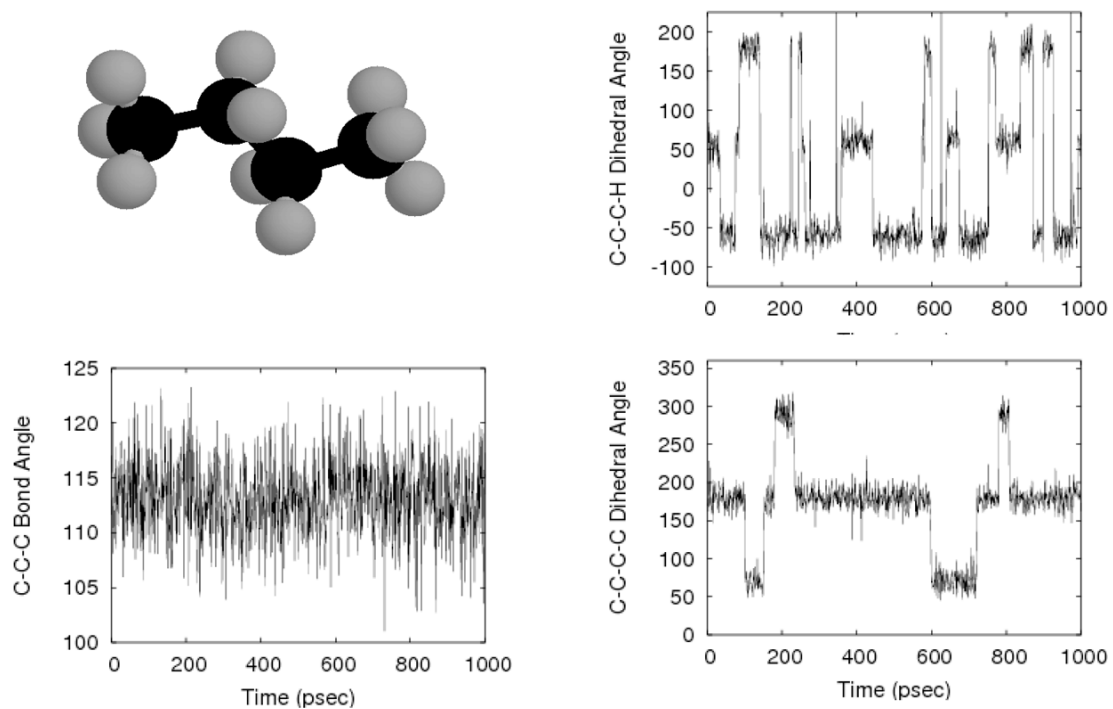 200
150
100
50
0
-50
-100
C-C-C-H Dihedral Angle
0 200 400 600 800 1000
125
120
115
110
105
100
C-C-C Bond Angle
0 200 400 600 800 1000
Time (psec)
350
300
250
200
150
100
50
0
C-C-C-C Dihedral Angle
0 200 400 600 800 1000
Time (psec)